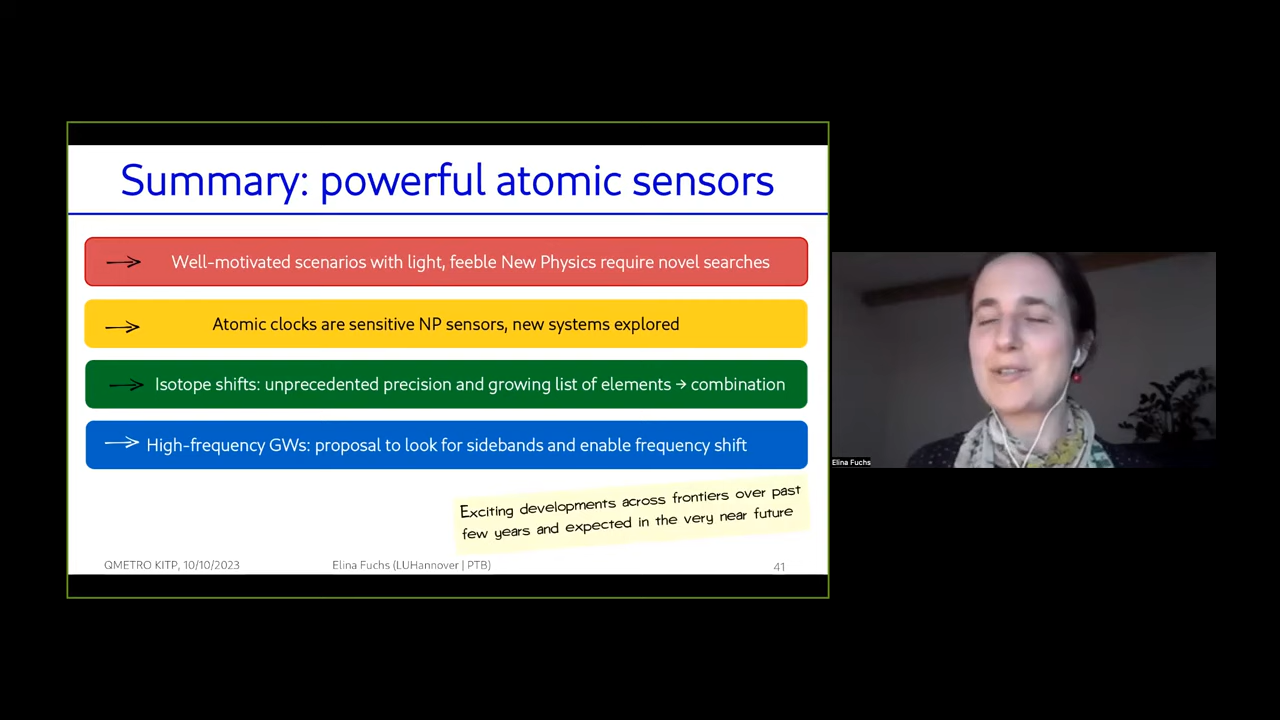 Summary: powerful atomic sensors
Well-motivated scenarios with light, feeble New Physics require novel searches
Atomic clocks are sensitive NP sensors, new systems explored
Isotope shifts: unprecedented precision and growing list of elements → combination
High-frequency GWs: proposal to look for sidebands and enable frequency shift
Exciting developments across frontiers over past
few years and expected in the very near future
QMETRO KITP, 10/10/2023
Elina Fuchs (LUHannover | PTB)
41
Elina Fuchs